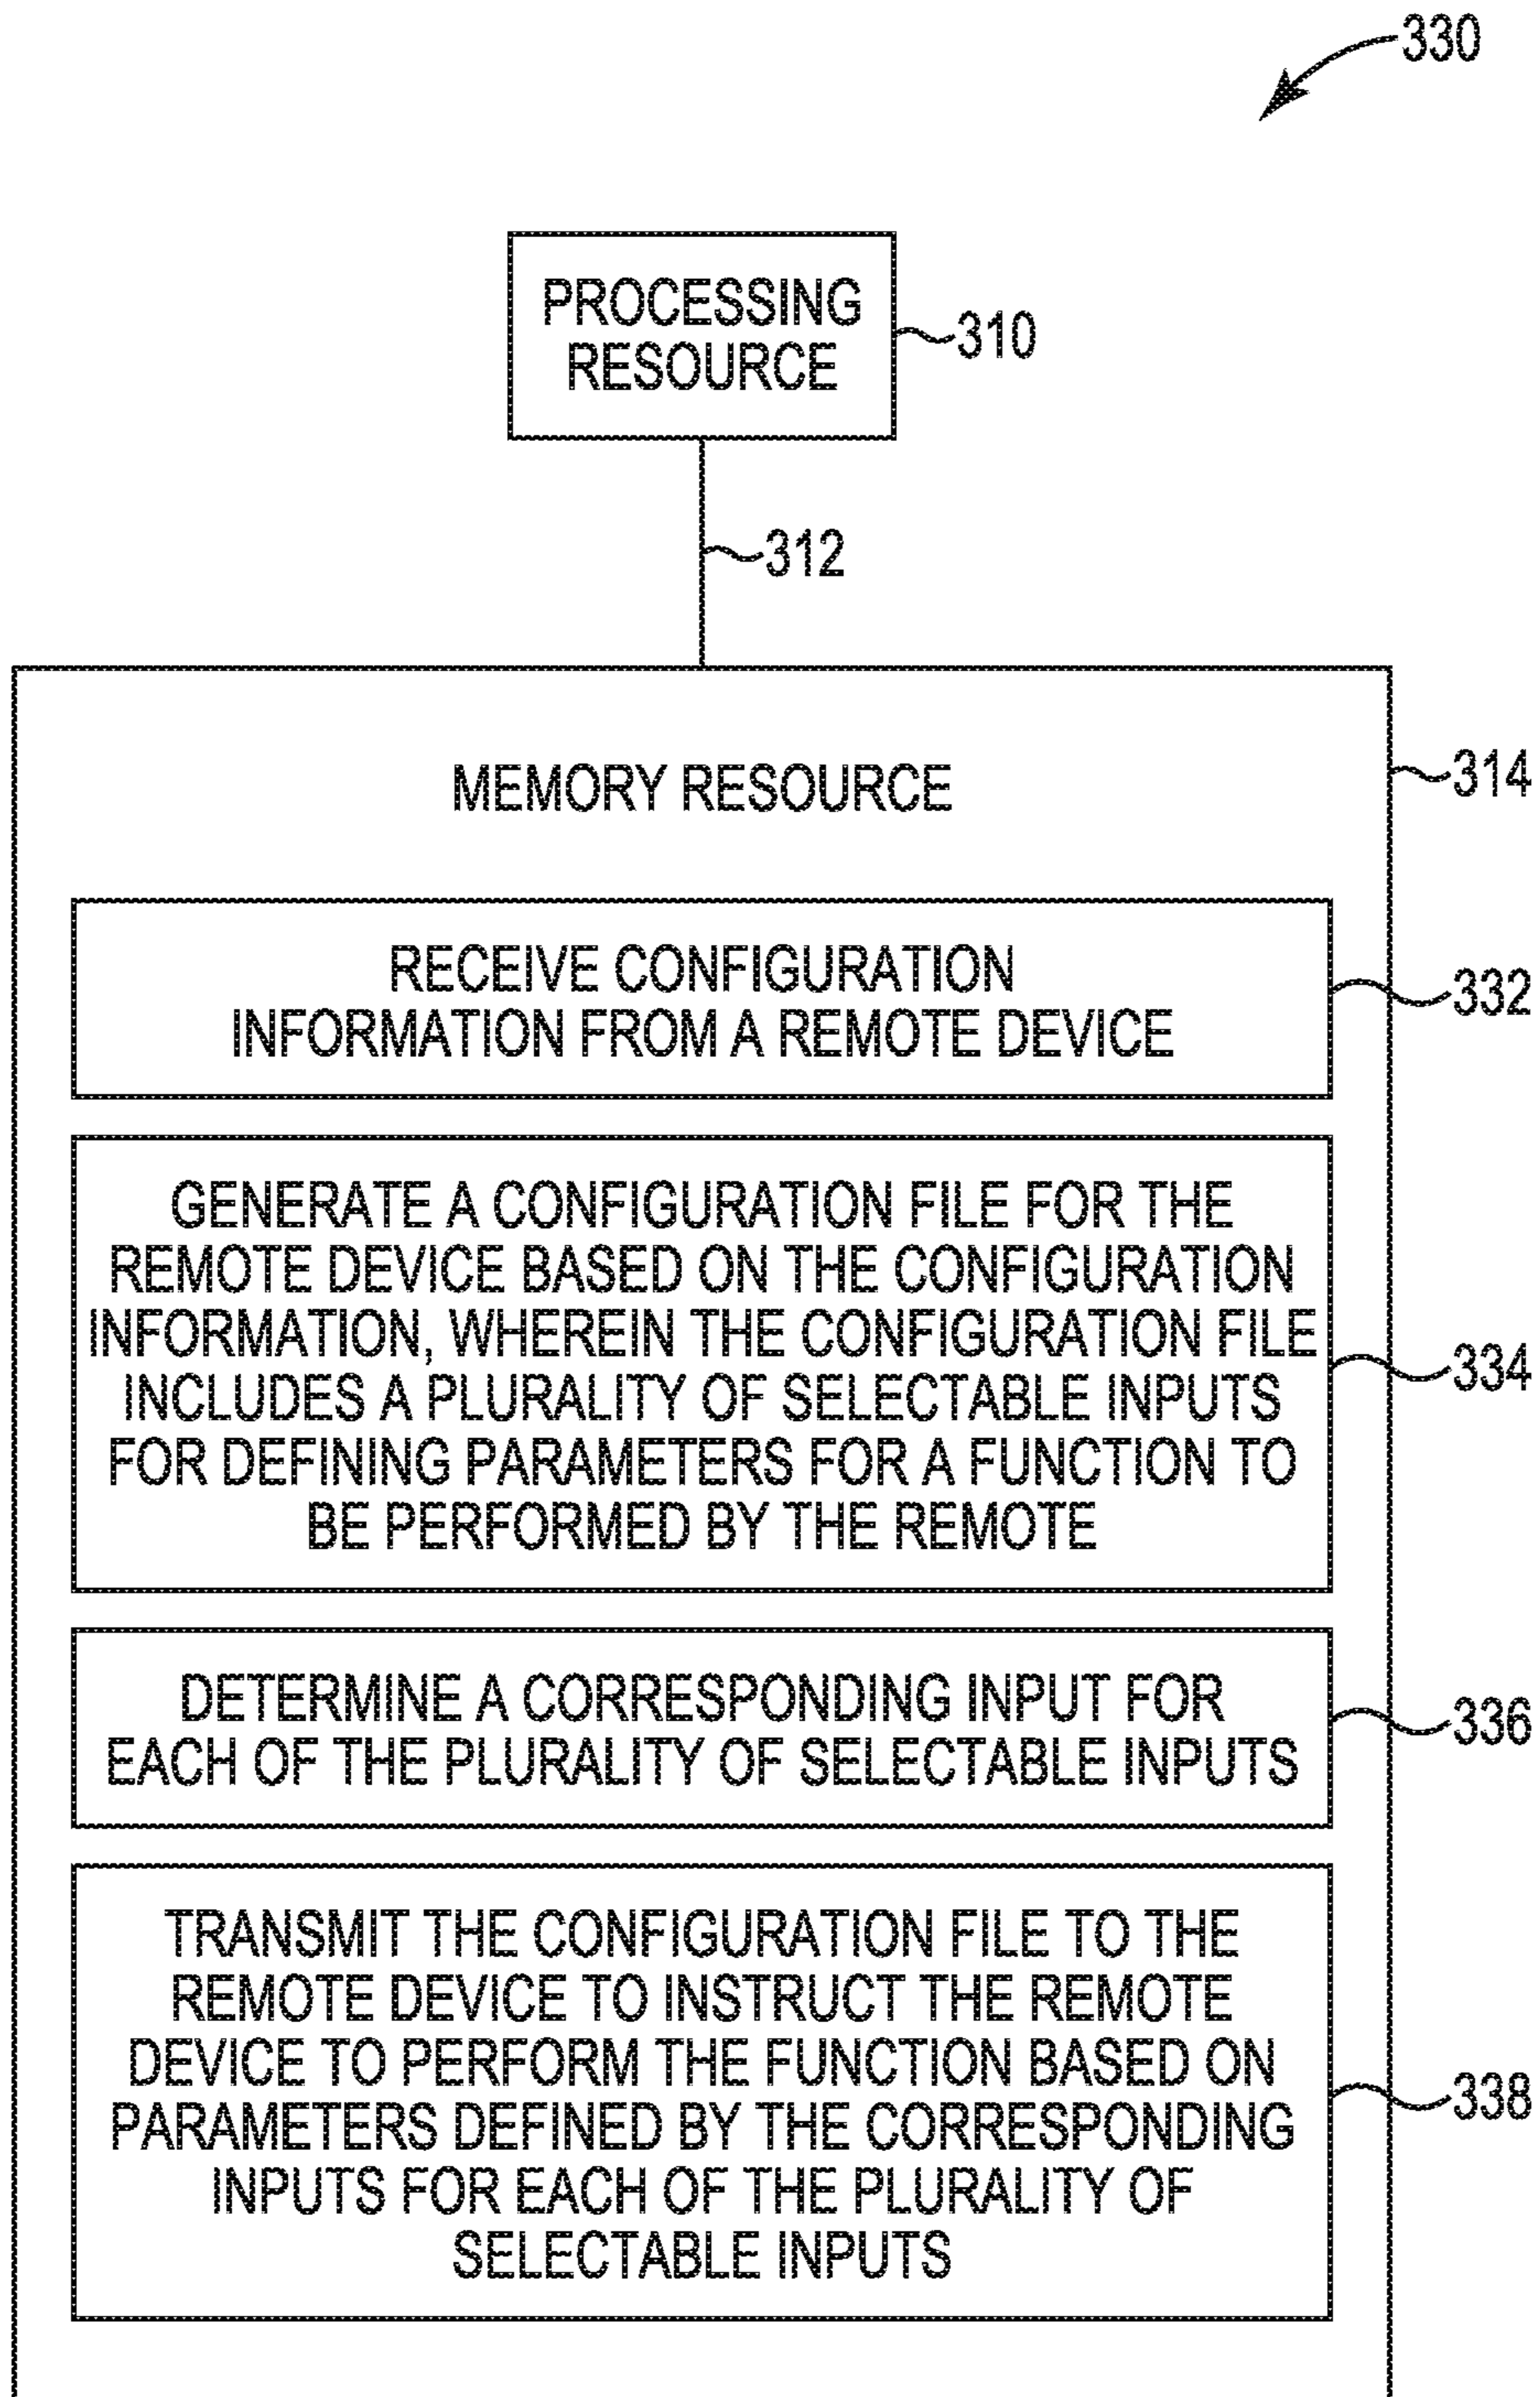 330
PROCESSING
RESOURCE
310
312
MEMORY RESOURCE
314
RECEIVE CONFIGURATION
INFORMATION FROM A REMOTE DEVICE
332
GENERATE A CONFIGURATION FILE FOR THE
REMOTE DEVICE BASED ON THE CONFIGURATION
INFORMATION, WHEREIN THE CONFIGURATION FILE
INCLUDES A PLURALITY OF SELECTABLE INPUTS
FOR DEFINING PARAMETERS FOR A FUNCTION TO
BE PERFORMED BY THE REMOTE
334
DETERMINE A CORRESPONDING INPUT FOR
EACH OF THE PLURALITY OF SELECTABLE INPUTS
336
TRANSMIT THE CONFIGURATION FILE TO THE
REMOTE DEVICE TO INSTRUCT THE REMOTE
DEVICE TO PERFORM THE FUNCTION BASED ON
PARAMETERS DEFINED BY THE CORRESPONDING
INPUTS FOR EACH OF THE PLURALITY OF
SELECTABLE INPUTS
338